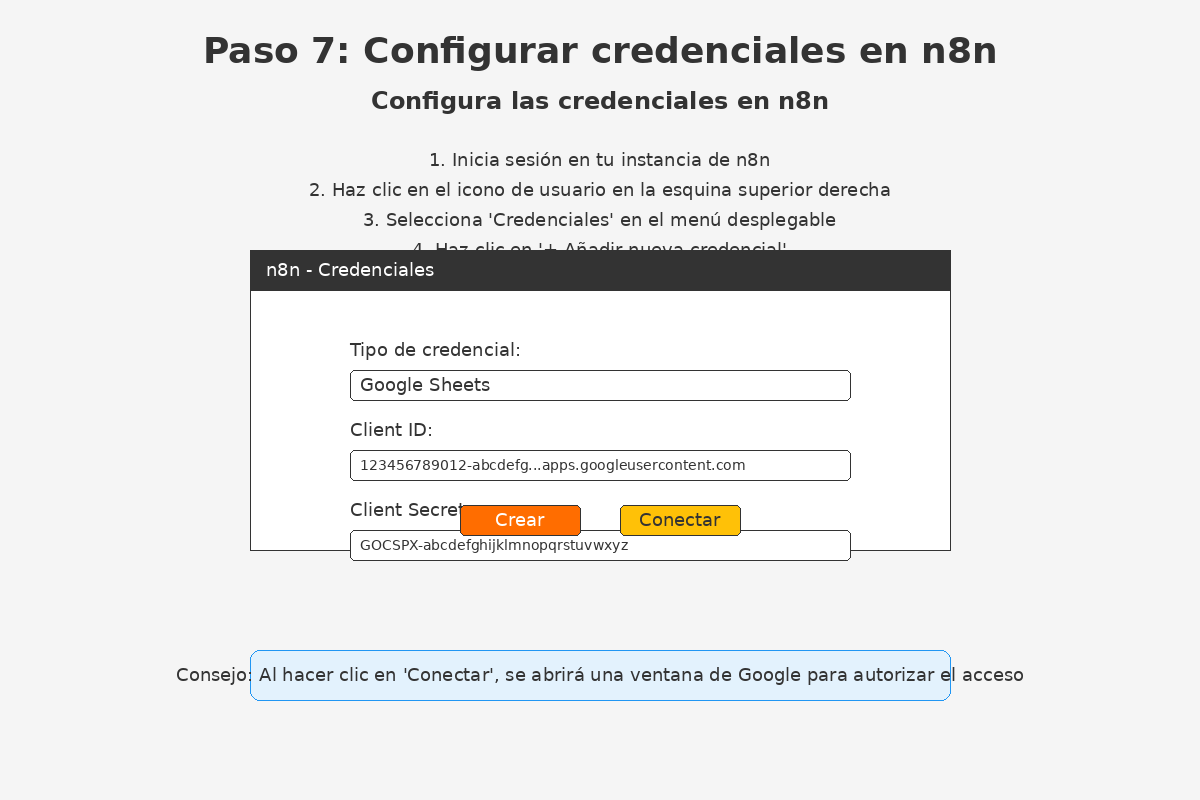 Paso 7: Configurar credenciales en n8n
Configura las credenciales en n8n
1. Inicia sesión en tu instancia de n8n
2. Haz clic en el icono de usuario en la esquina superior derecha
3. Selecciona 'Credenciales' en el menú desplegable
4. Haz clic en '+ Añadir nueva credencial'
n8n - Credenciales
Tipo de credencial:
Google Sheets
Client ID:
123456789012-abcdefg...apps.googleusercontent.com
Client Secret
Crear
Conectar
GOCSPX-abcdefghijklmnopqrstuvwxyz
Consejo: Al hacer clic en 'Conectar', se abrirá una ventana de Google para autorizar el acceso